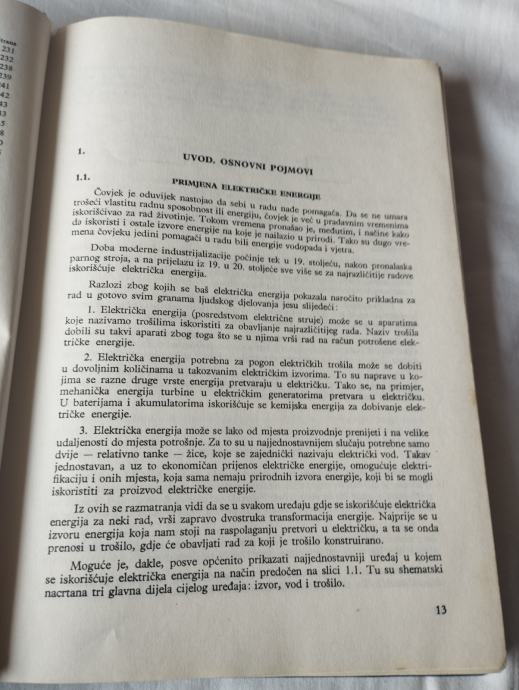 strana
231
232
238
239
241
42
43
43
5
8
0
6
1.
UVOD. OSNOVNI POJMOVI
1.1.
PRIMJENA ELEKTRIČKE ENERGIJE
Čovjek je oduvijek nastojao da sebi u radu nađe pomagača. Da se ne umara
trošeći vlastitu radnu sposobnost ili energiju, čovjek je već u pradavnim vremenima
iskorišćivao za rad životinje. Tokom vremena pronašao je, međutim, i načine kako
da iskoristi i ostale izvore energije na koje je nailazio u prirodi. Tako su dugo vre-
mena čovjeku jedini pomagači u radu bili energije vodopada i vjetra.
Doba moderne industrijalizacije počinje tek u 19. stoljeću, nakon pronalaska
parnog stroja, a na prijelazu iz 19. u 20. stoljeće sve više se za najrazličitije radove
iskorišćuje električka energija.
Razlozi zbog kojih se baš električka energija pokazala naročito prikladna za
rad u gotovo svim granama ljudskog djelovanja jesu slijedeći:
1. Električka energija (posredstvom električne struje) može se u aparatima
koje nazivamo trošilima iskoristiti za obavljanje najrazličitijeg rada. Naziv trošila
dobili su takvi aparati zbog toga što se u njima vrši rad na račun potrošene elek-
tričke energije.
2. Električka energija potrebna za pogon električkih trošila može se dobiti
u dovoljnim količinama u takozvanim električkim izvorima. To su naprave u ko-
jima se razne druge vrste energije pretvaraju u električku. Tako se, na primjer,
mehanička energija turbine u električkim generatorima pretvara u električku.
U baterijama i akumulatorima iskorišćuje se kemijska energija za dobivanje elek-
tričke energije.
3. Električka energija može se lako od mjesta proizvodnje prenijeti i na velike
udaljenosti do mjesta potrošnje. Za to su u najjednostavnijem slučaju potrebne samo
dvije — relativno tanke — žice, koje se zajednički nazivaju električki vod. Takav
jednostavan, a uz to ekonomičan prijenos električke energije, omogućuje elektri-
fikaciju i onih mjesta, koja sama nemaju prirodnih izvora energije, koji bi se mogli
iskoristiti za proizvod električke energije.
Iz ovih se razmatranja vidi da se u svakom uređaju gdje se iskorišćuje električka
energija za neki rad, vrši zapravo dvostruka transformacija energije. Najprije se u
izvoru energija koja nam stoji na raspolaganju pretvori u električku, a ta se onda
prenosi u trošilo, gdje će obavljati rad za koji je trošilo konstruirano.
Moguće je, dakle, posve općenito prikazati najjednostavniji uređaj u kojem
se iskorišćuje električka energija na način predočen na slici 1.1. Tu su shematski
nacrtana tri glavna dijela cijelog uređaja: izvor, vod i trošilo.
13